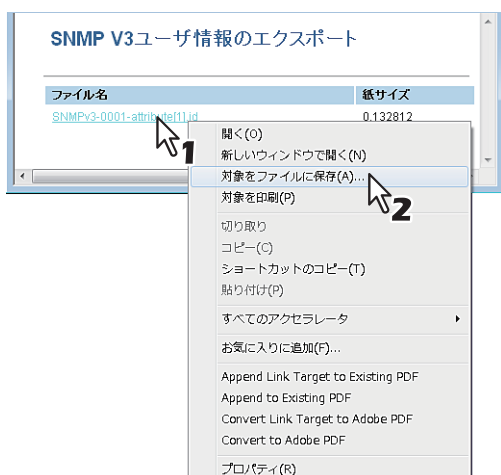 SNMP V3ユーザ情報のエクスポート
ファイル名 紙サイズ
SNMPv3-0001-attribute[1].id 0.132812
1
開く(O)
新しいウィンドウで開く(N)
対象をファイルに保存(A)...
対象を印刷(P)
2
切り取り
コピー(C)
ショートカットのコピー(T)
貼り付け(P)
すべてのアクセラレータ
お気に入りに追加(F)...
Append Link Target to Existing PDF
Append to Existing PDF
Convert Link Target to Adobe PDF
Convert to Adobe PDF
プロパティ(R)